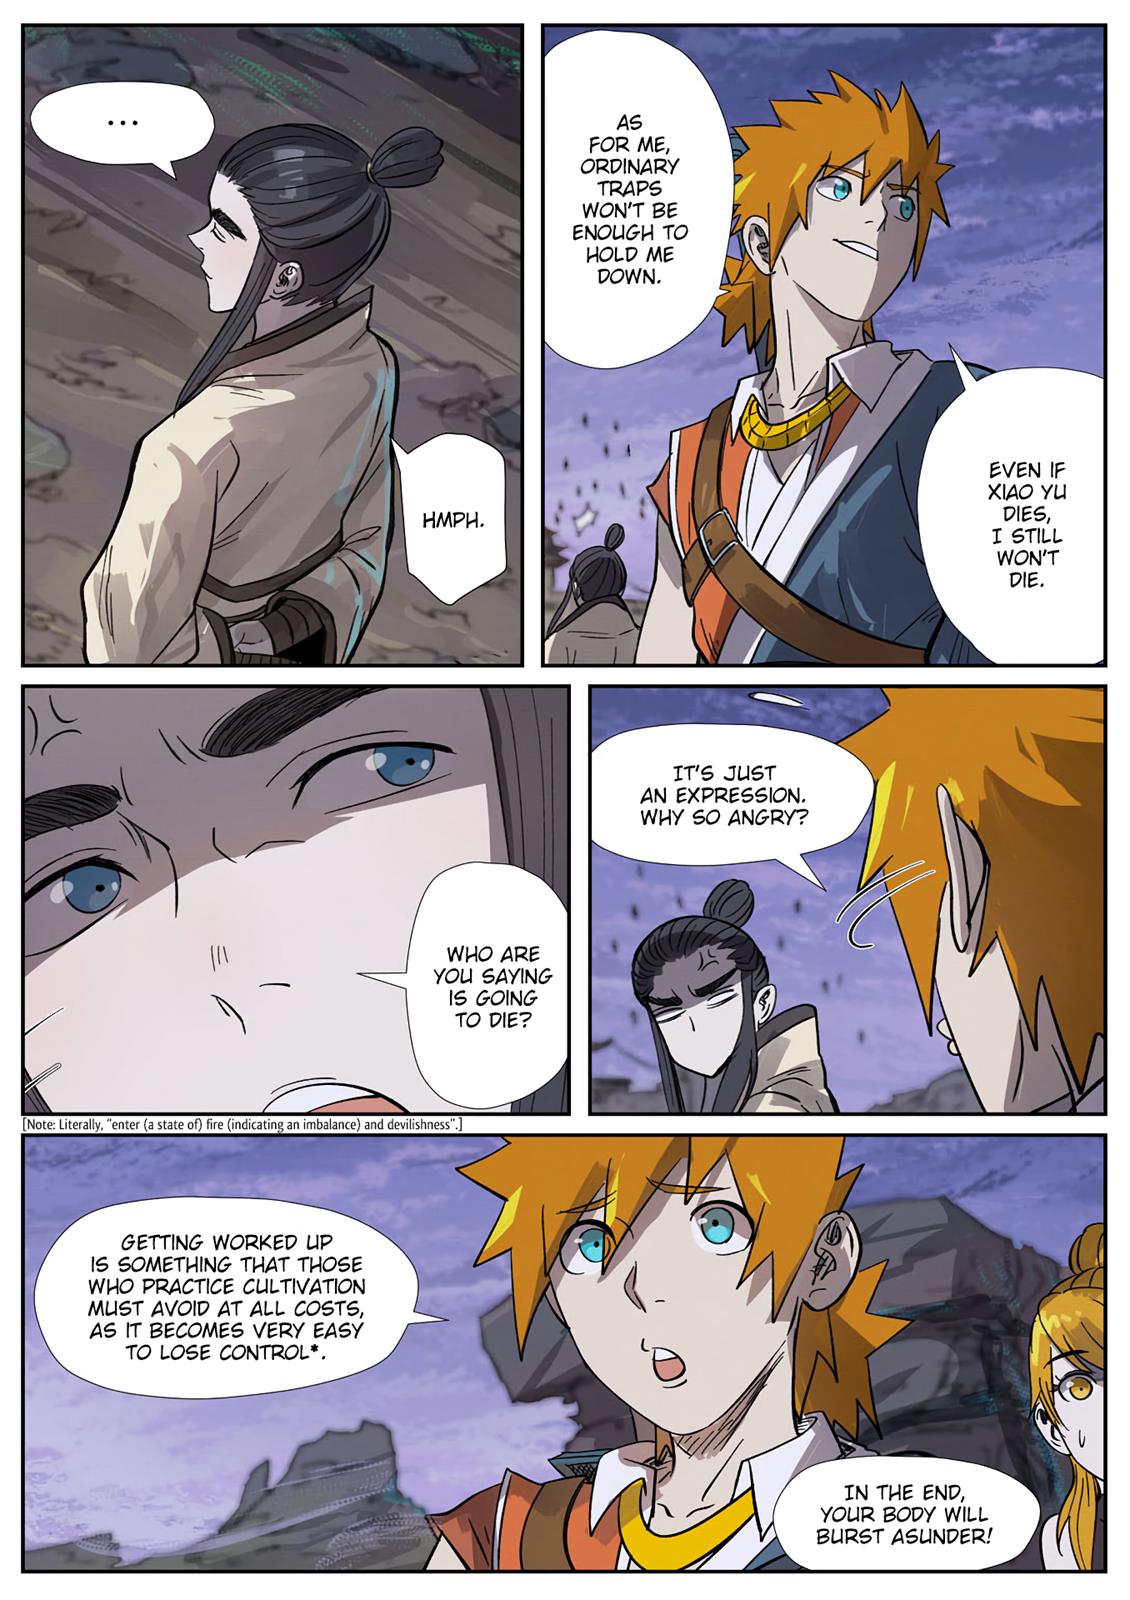 ...
HMPH.
AS
FOR ME,
ORDINARY
TRAPS
WON'T BE
ENOUGH TO
HOLD ME
DOWN.
EVEN IF
XIAO YU
DIES,
I STILL
WON'T
DIE.
WHO ARE
YOU SAYING
IS GOING
TO DIE?
IT'S JUST
AN EXPRESSION.
WHY SO ANGRY?
[Note: Literally, "enter (a state of) fire (indicating an imbalance) and devilishness".]
GETTING WORKED UP
IS SOMETHING THAT THOSE
WHO PRACTICE CULTIVATION
MUST AVOID AT ALL COSTS,
AS IT BECOMES VERY EASY
TO LOSE CONTROL*.
IN THE END,
YOUR BODY WILL
BURST ASUNDER!